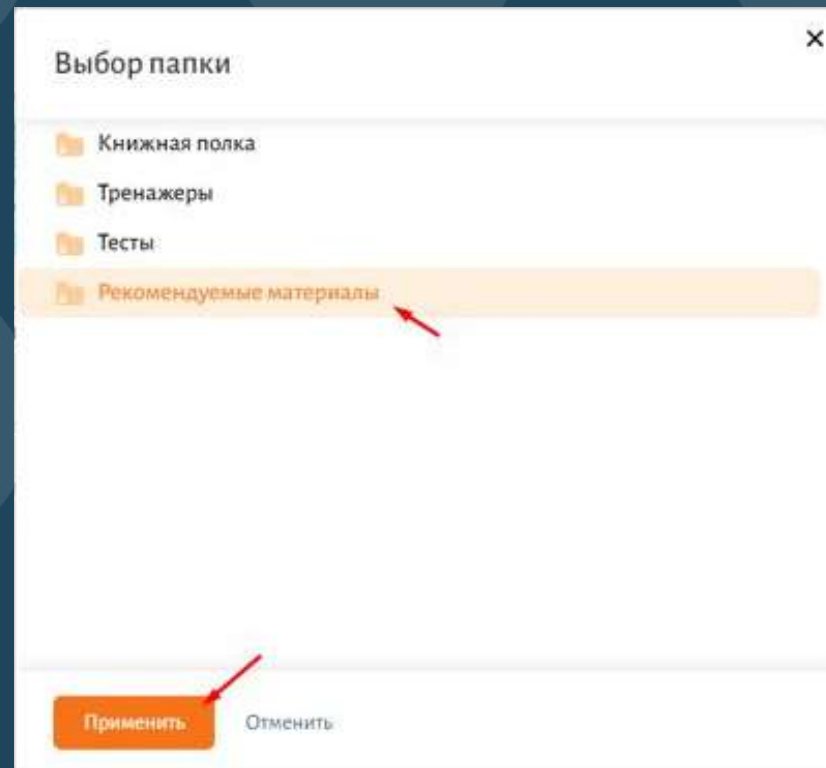 Выбор папки
Книжная полка
Тренажеры
Тесты
Рекомендуемые материалы
Применить
Отменить